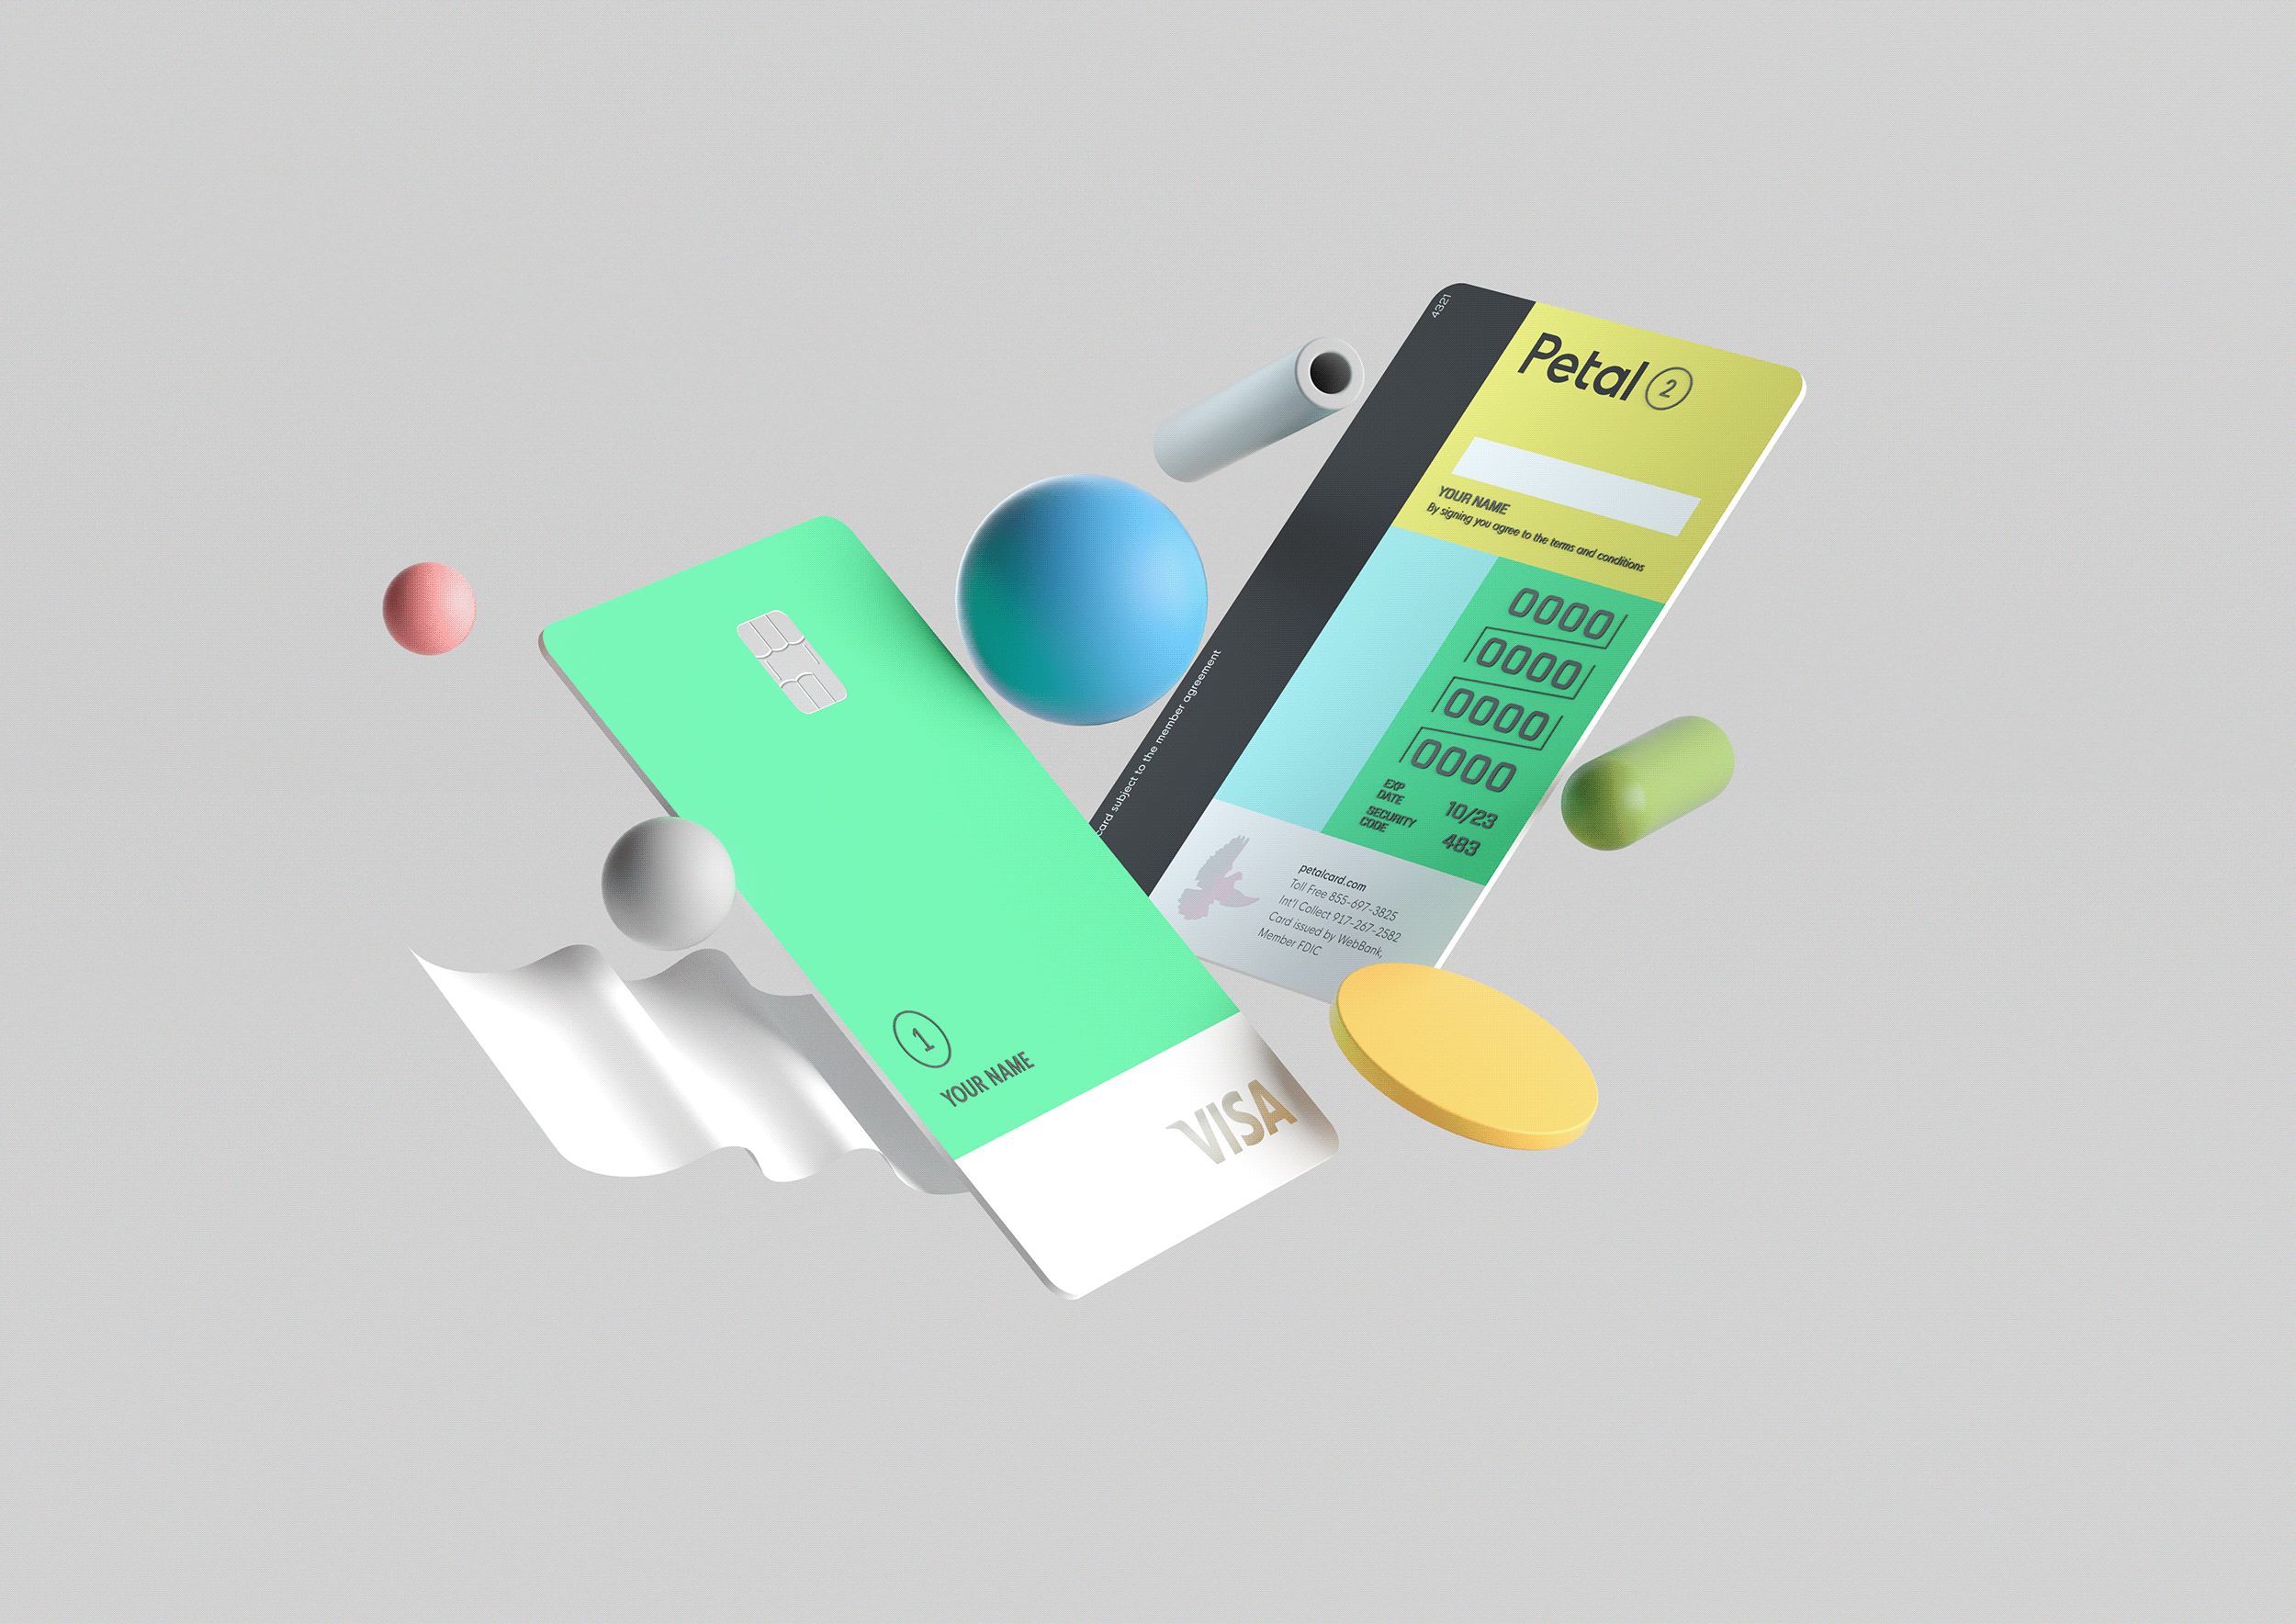 1
YOUR NAME
VISA
4321
Petal 2
YOUR NAME
By signing you agree to the terms and conditions
0000
0000
0000
0000
EXP
DATE
10/23
SECURITY
CODE
483
card subject to the member agreement
petalcard.com
Toll Free 855-697-3825
Int'l Collect 917-267-2582
Card issued by WebBank,
Member FDIC